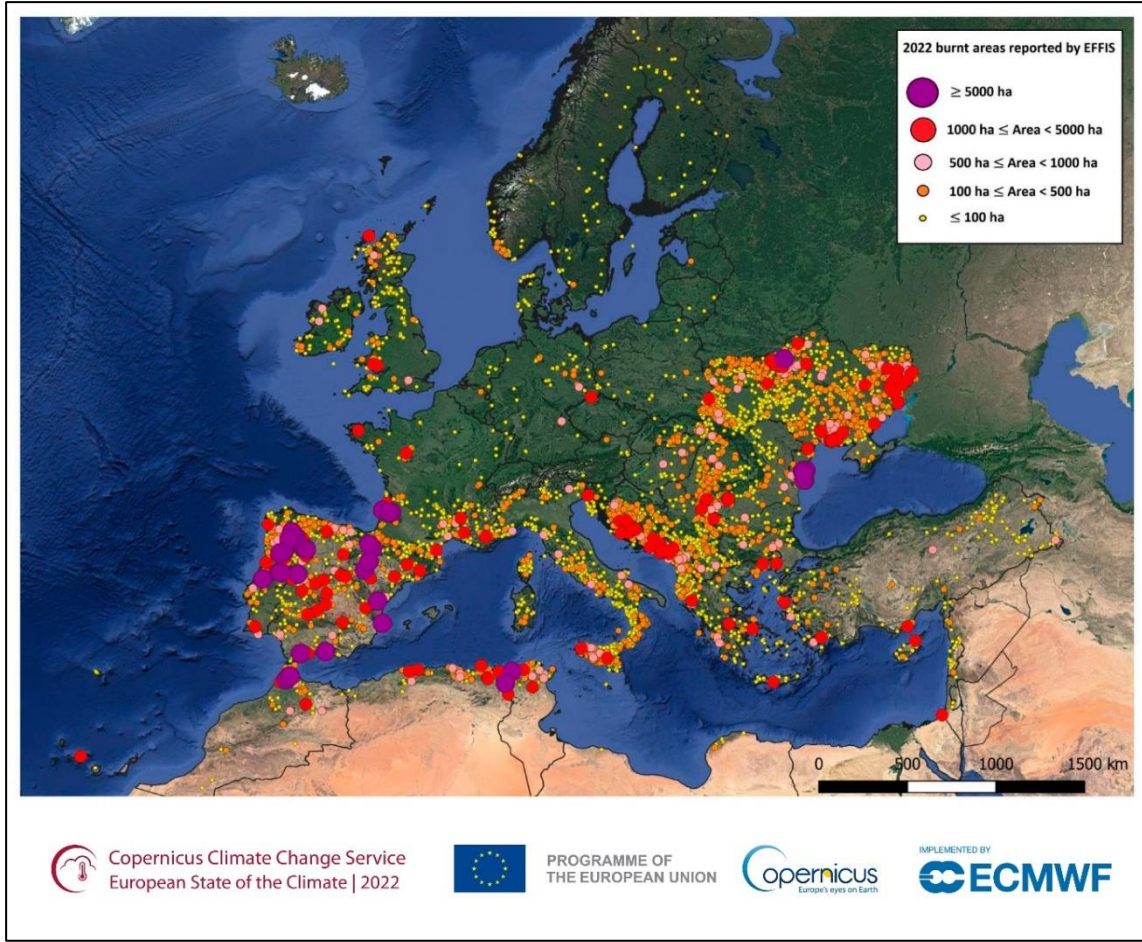 2022 burnt areas reported by EFFIS
≥ 5000 ha
1000 ha ≤ Area < 5000 ha
500 ha ≤ Area < 1000 ha
100 ha ≤ Area < 500 ha
≤ 100 ha
0 500 1000 1500 km
Copernicus Climate Change Service
European State of the Climate | 2022
PROGRAMME OF
THE EUROPEAN UNION
opernicus
Europe's eyes on Earth
IMPLEMENTED BY
ECMWF